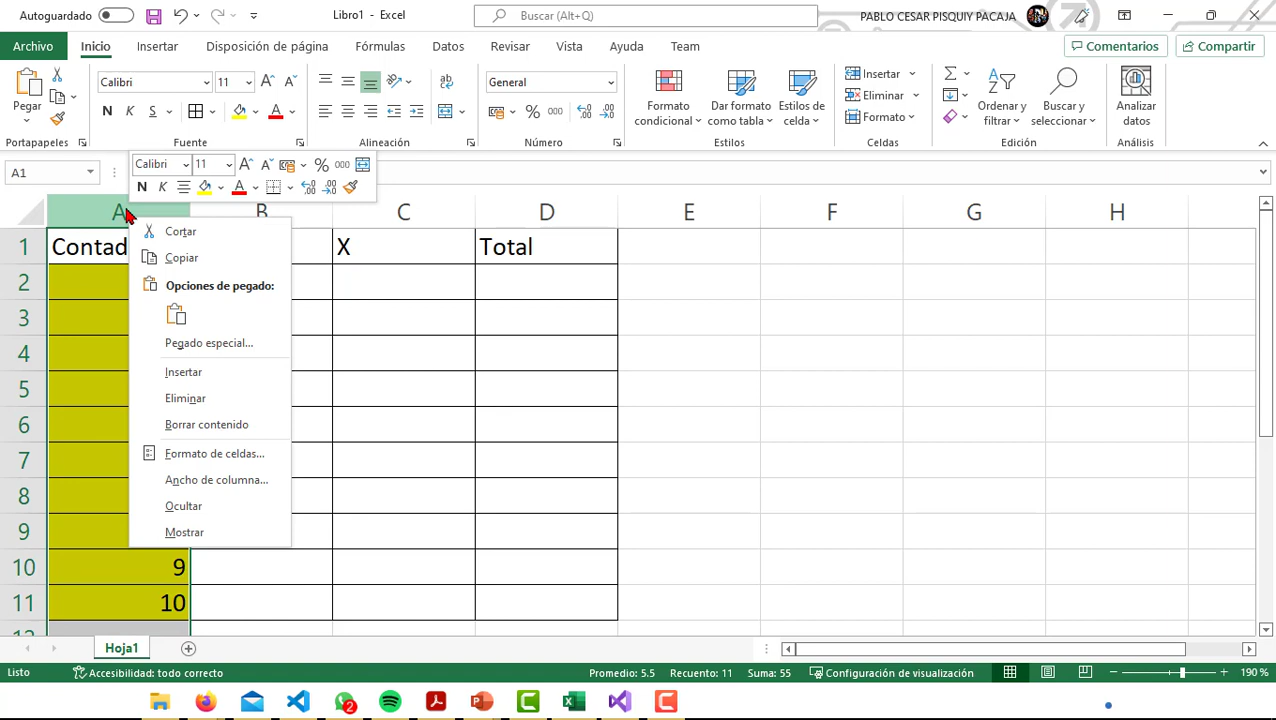 Autoguardado
Libro1 - Excel
Buscar (Alt+Q)
PABLO CESAR PISQUIY PACAJA
Archivo Inicio Insertar Disposición de página Fórmulas Datos Revisar Vista Ayuda Team
Comentarios Compartir
Pegar
Portapapeles
Calibri 11
N K S
Fuente
ab
Alineación
General
% 000
Número
Formato condicional
Dar formato como tabla
Estilos de celda
Estilos
Insertar
Eliminar
Formato
Celdas
Ordenar y filtrar
Buscar y seleccionar
Edición
Analizar datos
Análisis
A1
Calibri 11
% 000
N K
A B C D E F G H
1 Contad X Total
2
3
4
5
6
7
8
9
10 9
11 10
12
Cortar
Copiar
Opciones de pegado:
Pegado especial...
Insertar
Eliminar
Borrar contenido
Formato de celdas...
Ancho de columna...
Ocultar
Mostrar
Hoja1
Listo
Accesibilidad: todo correcto
Promedio: 5.5 Recuento: 11 Suma: 55
Configuración de visualización
190 %
2